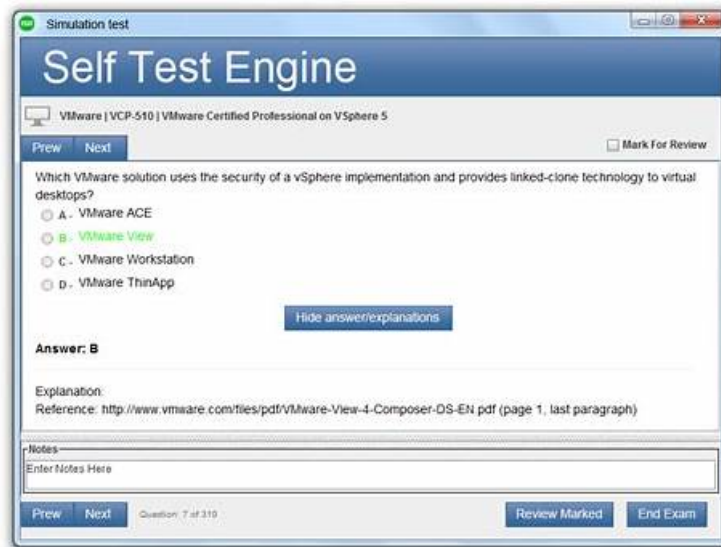 Simulation test
Self Test Engine
VMware | VCP-510 | VMware Certified Professional on VSphere 5
Prew Next
Mark For Review
Which VMware solution uses the security of a vSphere implementation and provides linked-clone technology to virtual
desktops?
A. VMware ACE
B. VMware View
C. VMware Workstation
D. VMware ThinApp
Hide answer/explanations
Answer: B
Explanation:
Reference: http://www.vmware.com/files/pdf/VMware-View-4-Composer-DS-EN.pdf (page 1, last paragraph)
Notes
Enter Notes Here
Prew Next Question: 7 of 310 Review Marked End Exam